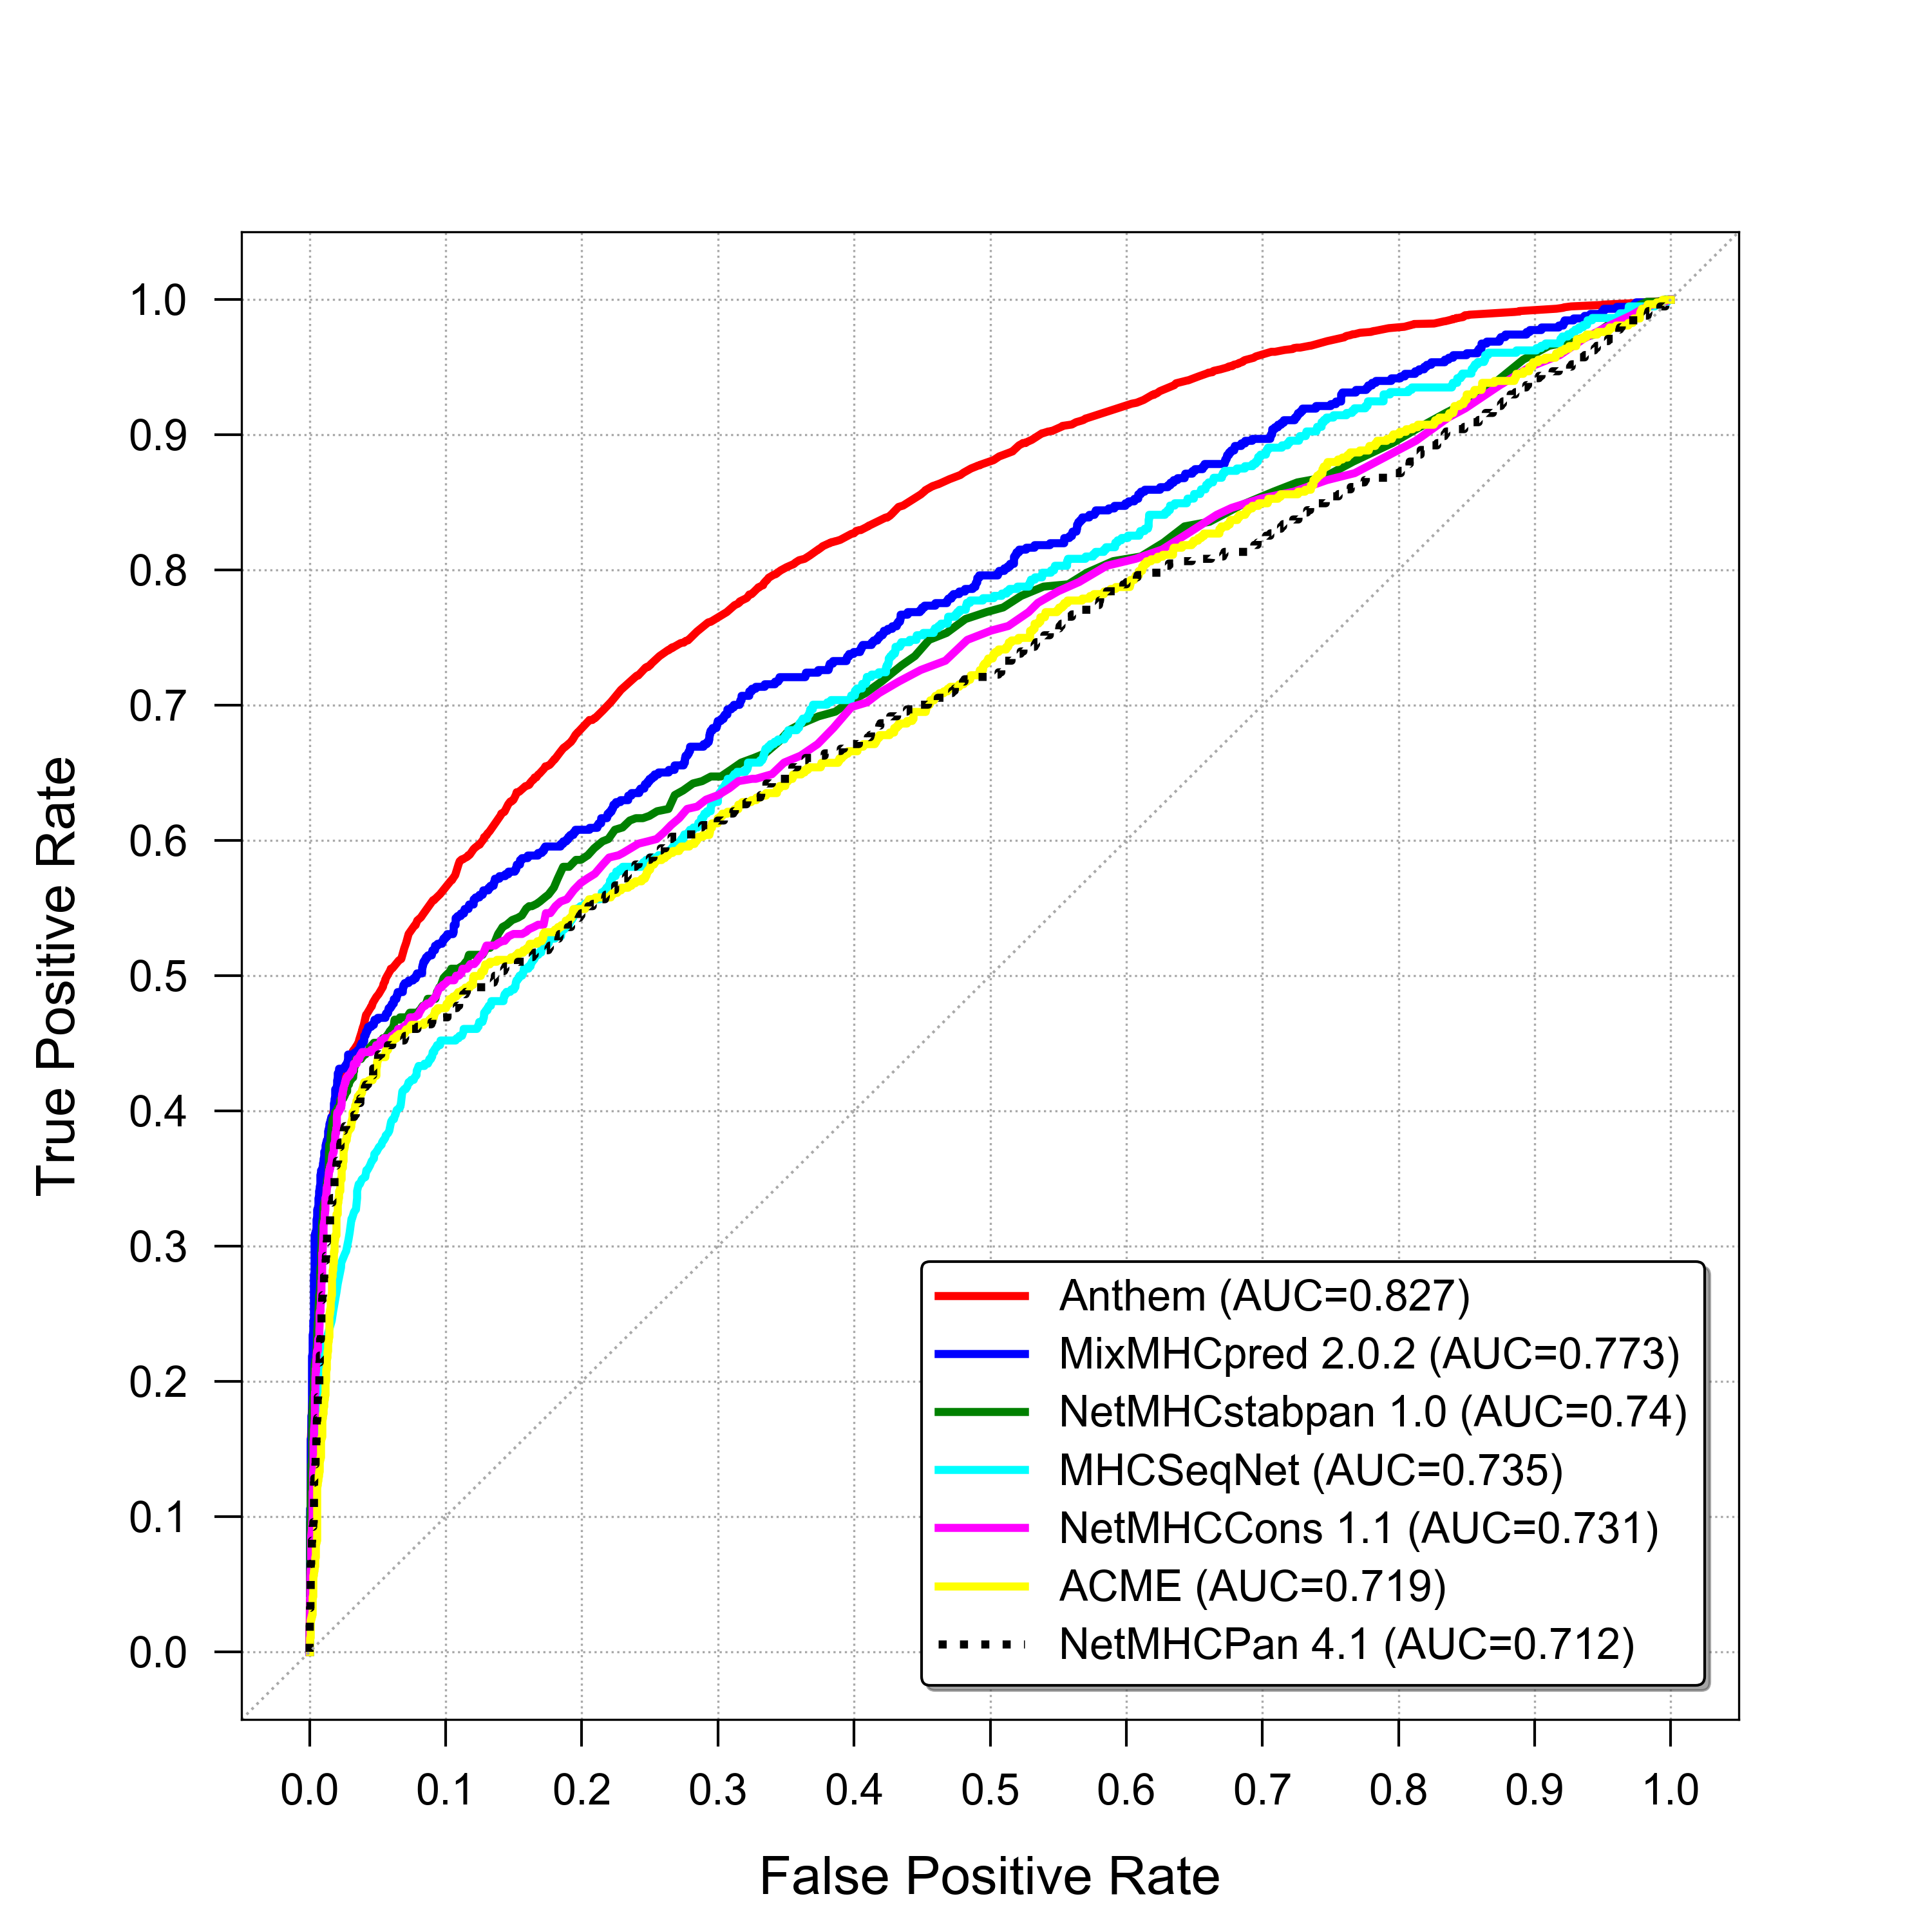 1.0
0.9
0.8
0.7
0.6
0.5
0.4
0.3
0.2
0.1
0.0
True Positive Rate
Anthem (AUC=0.827)
MixMHCpred 2.0.2 (AUC=0.773)
NetMHCstabpan 1.0 (AUC=0.74)
MHCSeqNet (AUC=0.735)
NetMHCCons 1.1 (AUC=0.731)
ACME (AUC=0.719)
NetMHCPan 4.1 (AUC=0.712)
0.0 0.1 0.2 0.3 0.4 0.5 0.6 0.7 0.8 0.9 1.0
False Positive Rate